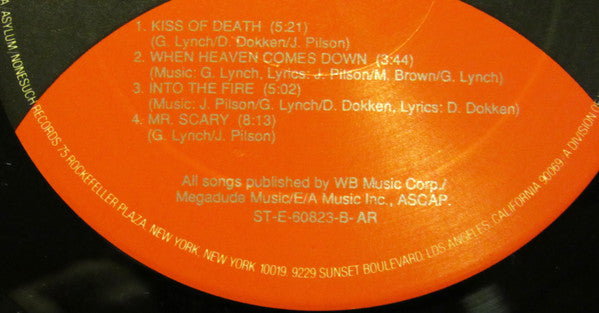 1. KISS OF DEATH (5:21)
(G. Lynch/D. Dokken/J. Pilson)
2. WHEN HEAVEN COMES DOWN (3:44)
(Music: G. Lynch, Lyrics: J. Pilson/M. Brown/G. Lynch)
3. INTO THE FIRE (5:02)
(Music: J. Pilson/G. Lynch/D. Dokken, Lyrics: D. Dokken)
4. MR. SCARY (8:13)
(G. Lynch/J. Pilson)
All songs published by WB Music Corp./
Megadude Music/E/A Music Inc., ASCAP.
ST-E-60823-B- AR
ASYLUM/NONESUCH RECORDS, 75 ROCKEFELLER PLAZA, NEW YORK, NEW YORK 10019. 9229 SUNSET BOULEVARD, LOS ANGELES, CALIFORNIA 90069. A DIVISION